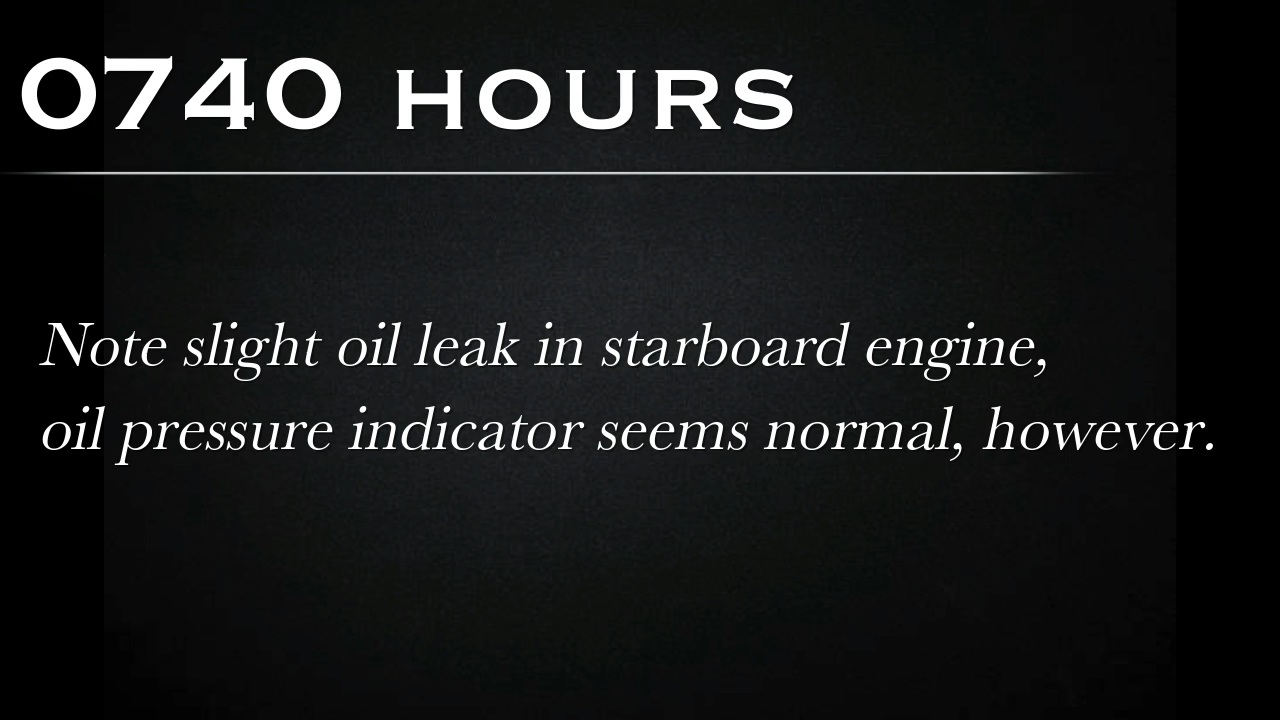 0740 HOURS
Note slight oil leak in starboard engine,
oil pressure indicator seems normal, however.